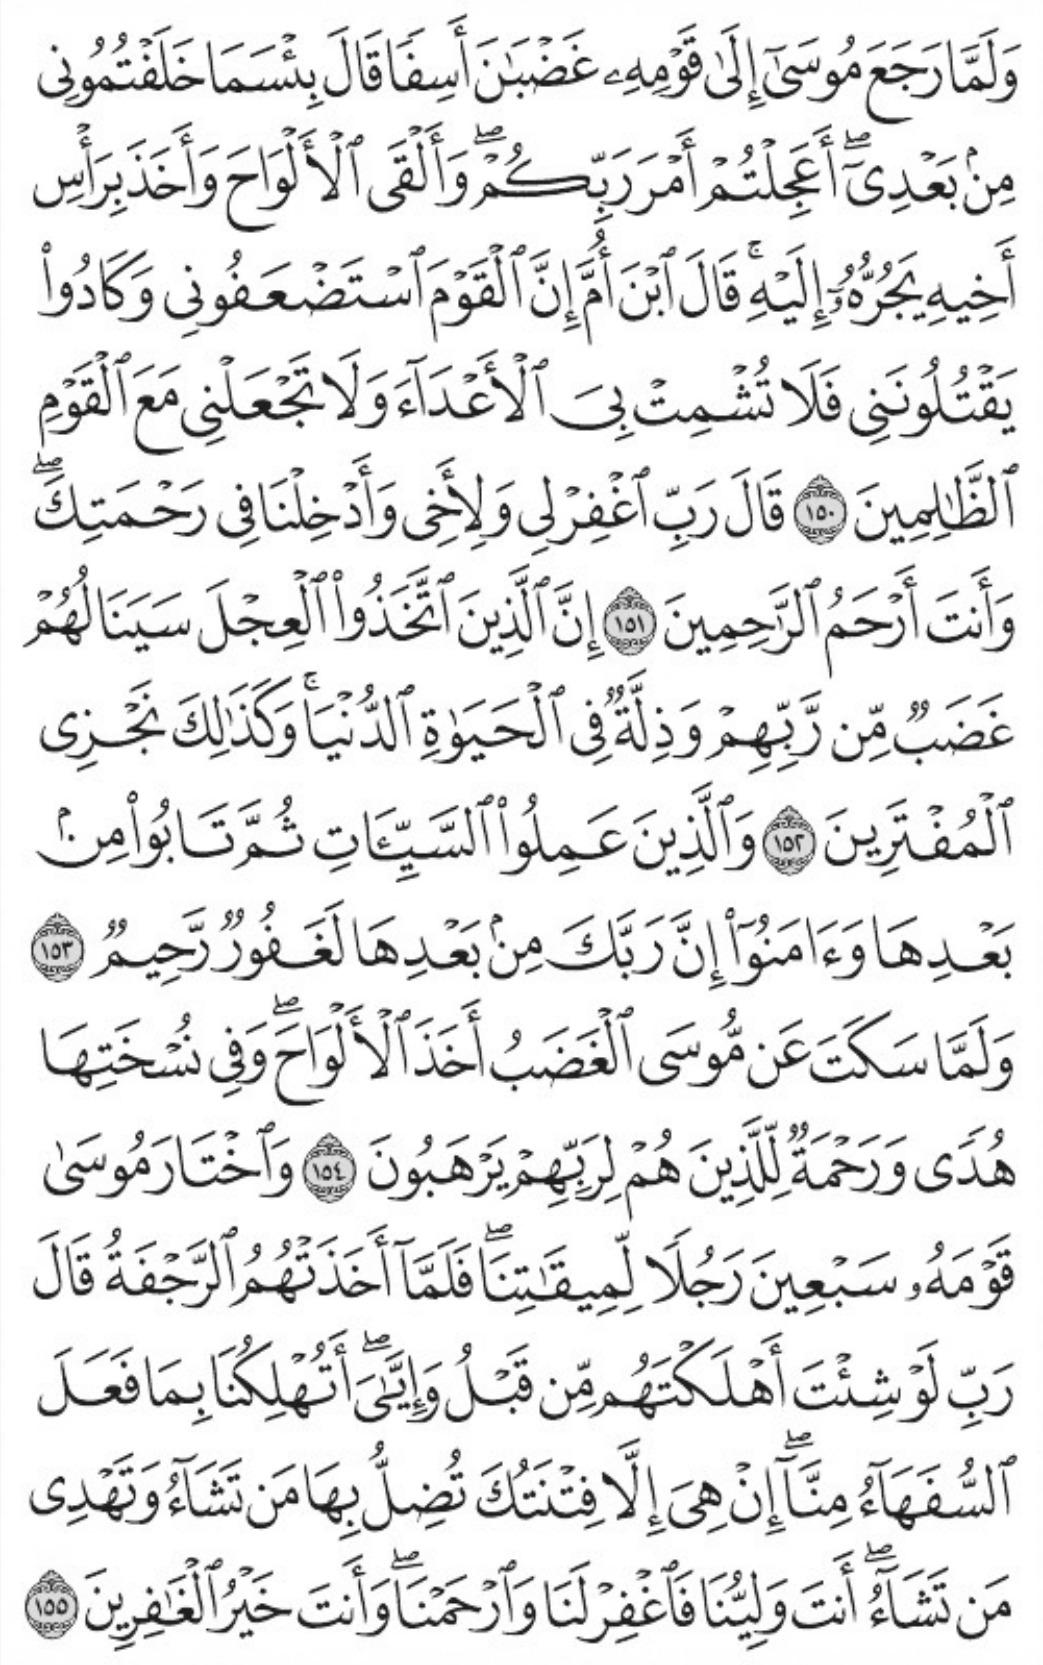 وَلَمَّا رَجَعَ مُوسَىٰٓ إِلَىٰ قَوْمِهِۦ غَضْبَٰنَ أَسِفًا قَالَ بِئْسَمَا خَلَفْتُمُونِى
مِنۢ بَعْدِىٓ ۖ أَعَجِلْتُمْ أَمْرَ رَبِّكُمْ ۖ وَأَلْقَى ٱلْأَلْوَاحَ وَأَخَذَ بِرَأْسِ
أَخِيهِ يَجُرُّهُۥٓ إِلَيْهِ ۚ قَالَ ٱبْنَ أُمَّ إِنَّ ٱلْقَوْمَ ٱسْتَضْعَفُونِى وَكَادُوا۟
يَقْتُلُونَنِى فَلَا تُشْمِتْ بِىَ ٱلْأَعْدَآءَ وَلَا تَجْعَلْنِى مَعَ ٱلْقَوْمِ
ٱلظَّٰلِمِينَ ١٥٠ قَالَ رَبِّ ٱغْفِرْ لِى وَلِأَخِى وَأَدْخِلْنَا فِى رَحْمَتِكَ ۖ
وَأَنتَ أَرْحَمُ ٱلرَّٰحِمِينَ ١٥١ إِنَّ ٱلَّذِينَ ٱتَّخَذُوا۟ ٱلْعِجْلَ سَيَنَالُهُمْ
غَضَبٌ مِّن رَّبِّهِمْ وَذِلَّةٌ فِى ٱلْحَيَوٰةِ ٱلدُّنْيَا ۚ وَكَذَٰلِكَ نَجْزِى
ٱلْمُفْتَرِينَ ١٥٢ وَٱلَّذِينَ عَمِلُوا۟ ٱلسَّيِّـَٔاتِ ثُمَّ تَابُوا۟ مِنۢ
بَعْدِهَا وَءَامَنُوٓا۟ إِنَّ رَبَّكَ مِنۢ بَعْدِهَا لَغَفُورٌ رَّحِيمٌ ١٥٣
وَلَمَّا سَكَتَ عَن مُّوسَى ٱلْغَضَبُ أَخَذَ ٱلْأَلْوَاحَ ۖ وَفِى نُسْخَتِهَا
هُدًى وَرَحْمَةٌ لِّلَّذِينَ هُمْ لِرَبِّهِمْ يَرْهَبُونَ ١٥٤ وَٱخْتَارَ مُوسَىٰ
قَوْمَهُۥ سَبْعِينَ رَجُلًا لِّمِيقَٰتِنَا ۖ فَلَمَّآ أَخَذَتْهُمُ ٱلرَّجْفَةُ قَالَ
رَبِّ لَوْ شِئْتَ أَهْلَكْتَهُم مِّن قَبْلُ وَإِيَّٰىَ ۖ أَتُهْلِكُنَا بِمَا فَعَلَ
ٱلسُّفَهَآءُ مِنَّآ ۖ إِنْ هِىَ إِلَّا فِتْنَتُكَ تُضِلُّ بِهَا مَن تَشَآءُ وَتَهْدِى
مَن تَشَآءُ ۖ أَنتَ وَلِيُّنَا فَٱغْفِرْ لَنَا وَٱرْحَمْنَا ۖ وَأَنتَ خَيْرُ ٱلْغَٰفِرِينَ ١٥٥